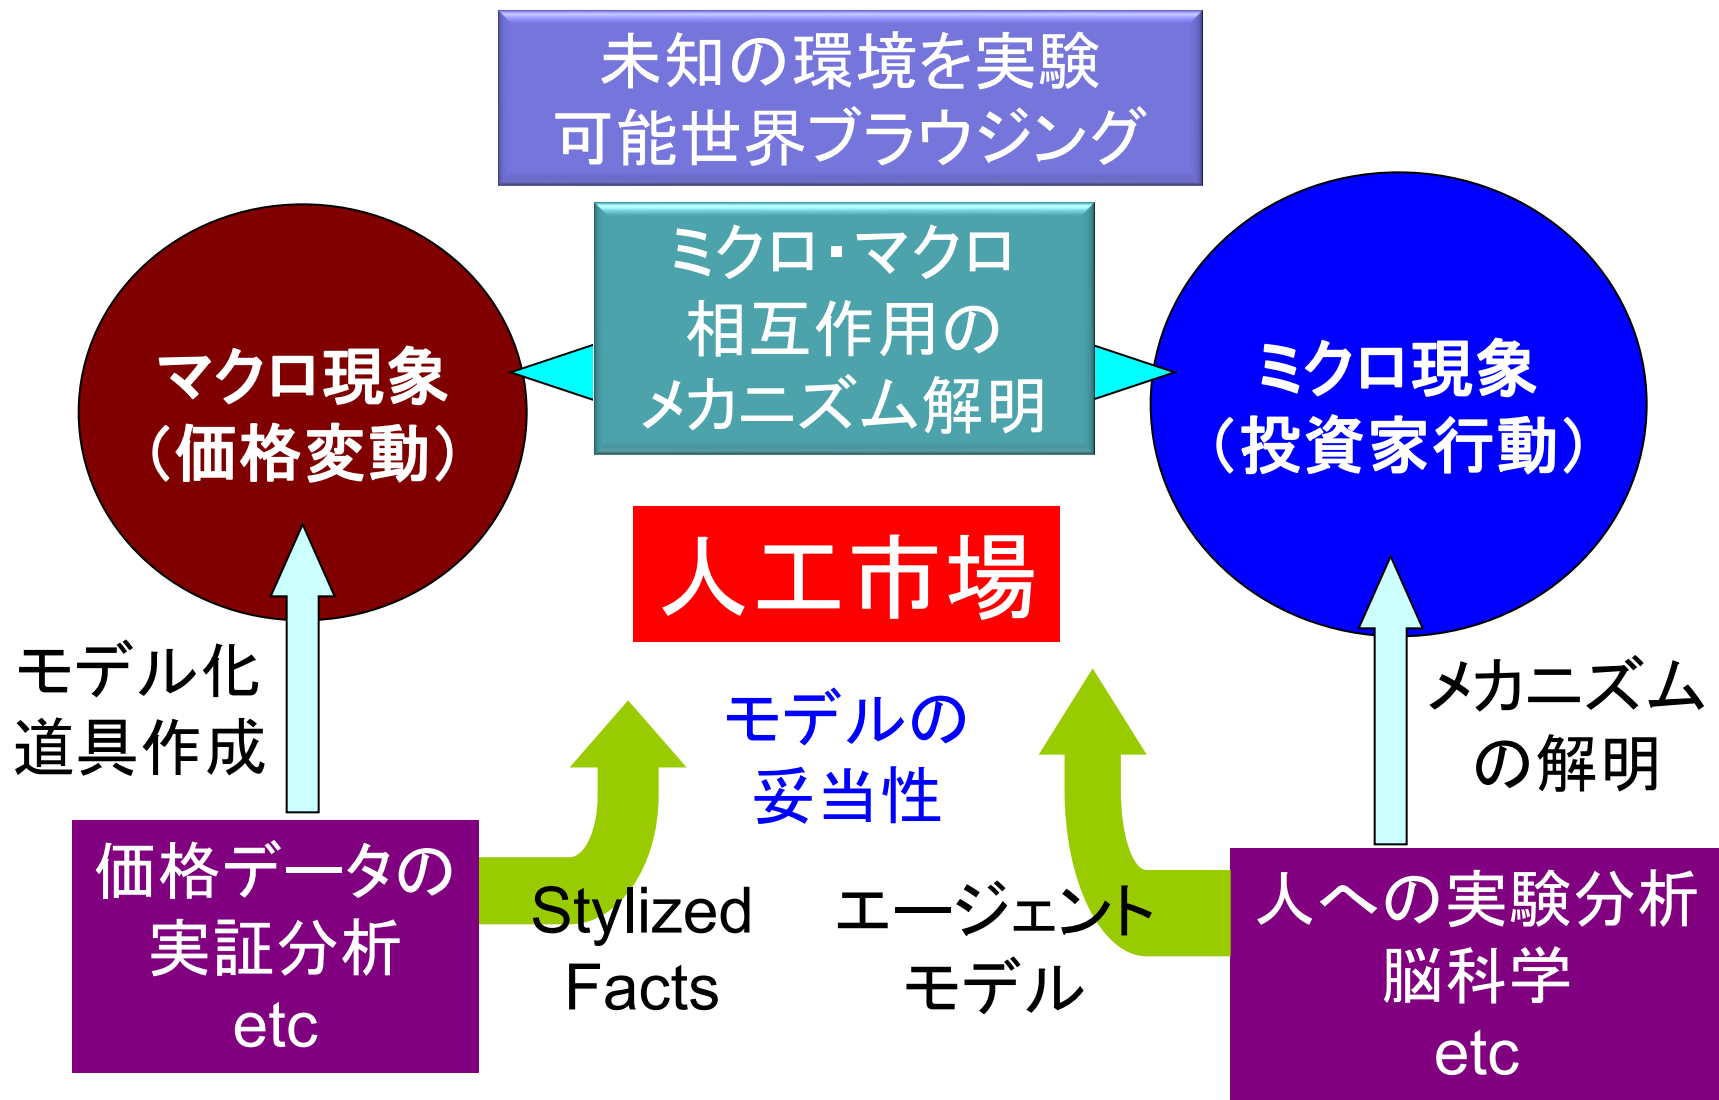 未知の環境を実験
可能世界ブラウジング
ミクロ・マクロ
相互作用の
メカニズム解明
マクロ現象
（価格変動）
ミクロ現象
（投資家行動）
人工市場
モデル化
道具作成
モデルの
妥当性
メカニズム
の解明
価格データの
実証分析
etc
Stylized
Facts
エージェント
モデル
人への実験分析
脳科学
etc